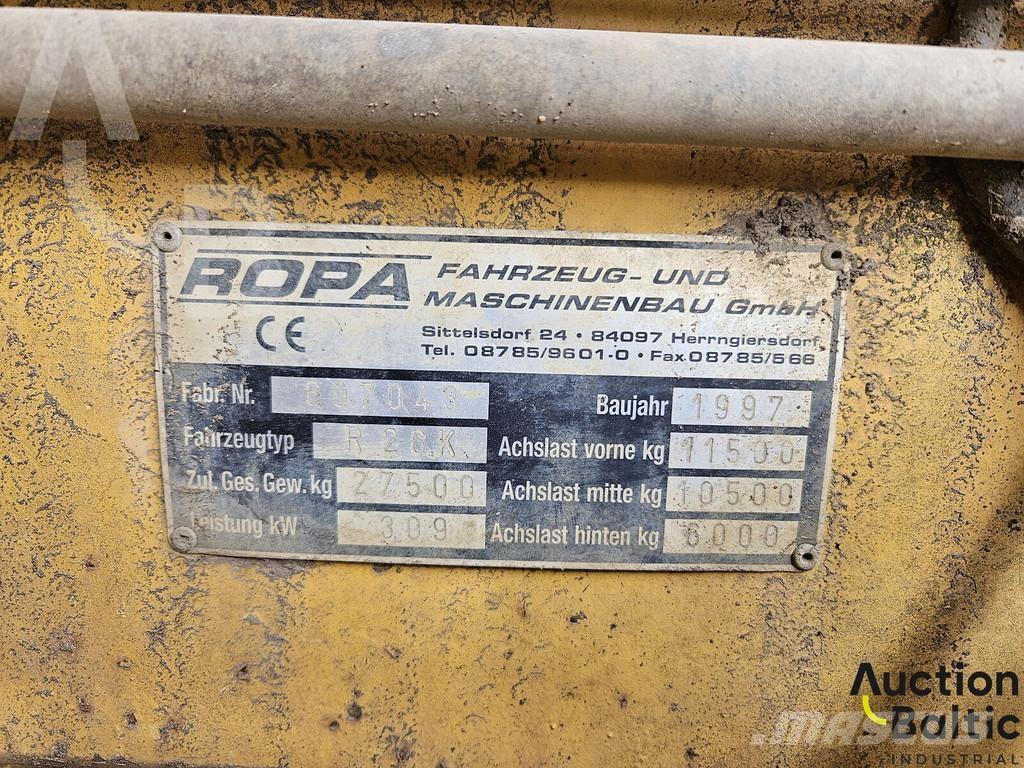 ROPA FAHRZEUG- UND
MASCHINENBAU GmbH
CE Sittelsdorf 24 • 84097 Herrngiersdorf
Tel. 08785/9601-0 • Fax 08785/566
Fabr. Nr. 607043 Baujahr 1997
Fahrzeugtyp Achslast vorne kg 11500
Zul. Ges. Gew. kg 27500 Achslast mitte kg 10500
Leistung kW 309 Achslast hinten kg 6000
Auction
Baltic
INDUSTRIAL
MASCUS